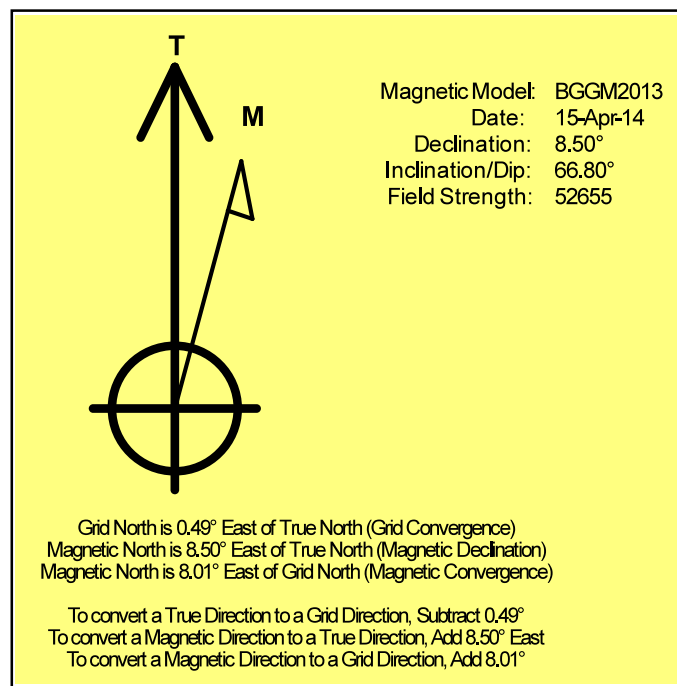 T
M
Magnetic Model: BGGM2013
Date: 15-Apr-14
Declination: 8.50°
Inclination/Dip: 66.80°
Field Strength: 52655
Grid North is 0.49° East of True North (Grid Convergence)
Magnetic North is 8.50° East of True North (Magnetic Declination)
Magnetic North is 8.01° East of Grid North (Magnetic Convergence)
To convert a True Direction to a Grid Direction, Subtract 0.49°
To convert a Magnetic Direction to a True Direction, Add 8.50° East
To convert a Magnetic Direction to a Grid Direction, Add 8.01°